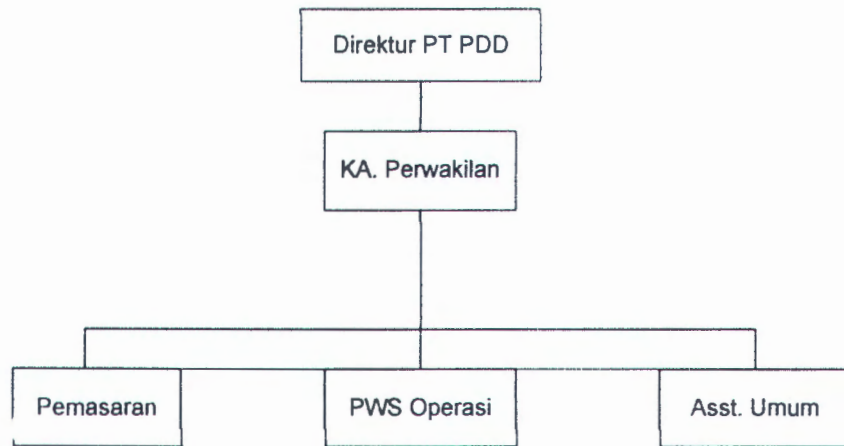 Direktur PT PDD
KA. Perwakilan
Pemasaran
PWS Operasi
Asst. Umum